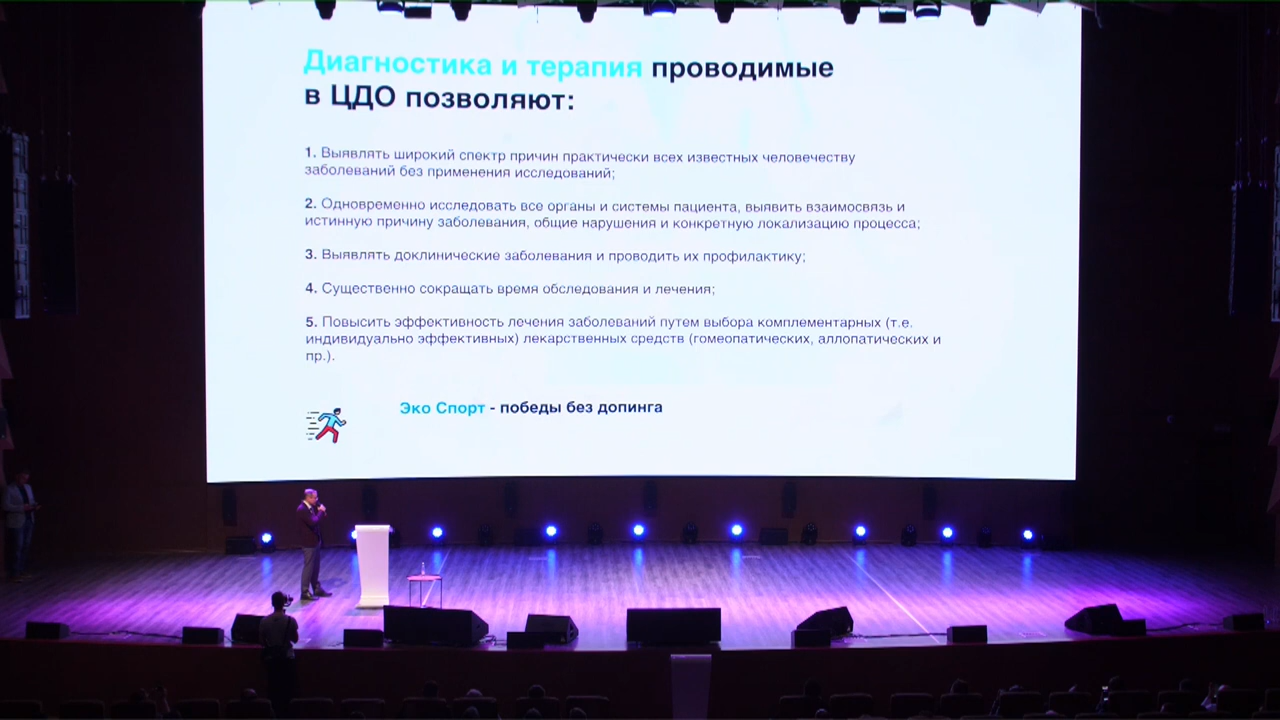 Диагностика и терапия проводимые
в ЦДО позволяют:
1. Выявлять широкий спектр причин практически всех известных человечеству
заболеваний без применения исследований;
2. Одновременно исследовать все органы и системы пациента, выявить взаимосвязь и
истинную причину заболевания, общие нарушения и конкретную локализацию процесса;
3. Выявлять доклинические заболевания и проводить их профилактику;
4. Существенно сокращать время обследования и лечения;
5. Повысить эффективность лечения заболеваний путем выбора комплементарных (т.е.
индивидуально эффективных) лекарственных средств (гомеопатических, аллопатических и
пр.).
Эко Спорт - победы без допинга